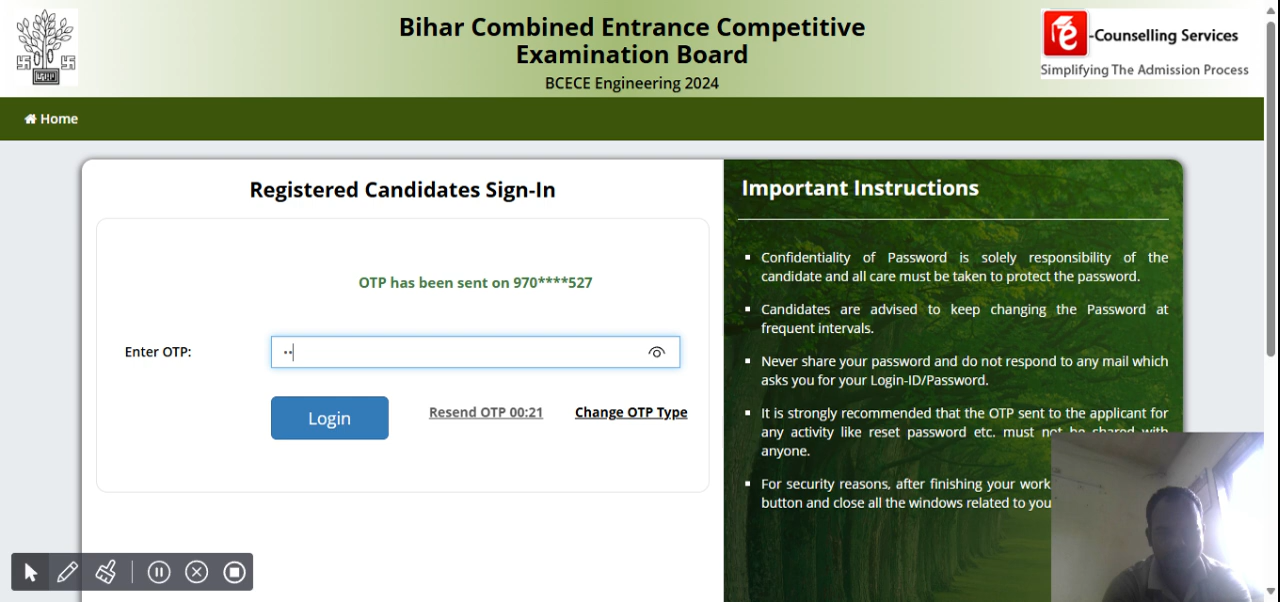 Bihar Combined Entrance Competitive
Examination Board
BCECE Engineering 2024
-Counselling Services
Simplifying The Admission Process
Home
Registered Candidates Sign-In
OTP has been sent on 970****527
Enter OTP:
Login
Resend OTP 00:21
Change OTP Type
Important Instructions
Confidentiality of Password is solely responsibility of the
candidate and all care must be taken to protect the password.
Candidates are advised to keep changing the Password at
frequent intervals.
Never share your password and do not respond to any mail which
asks you for your Login-ID/Password.
It is strongly recommended that the OTP sent to the applicant for
any activity like reset password etc. must not be shared with
anyone.
For security reasons, after finishing your work
button and close all the windows related to you